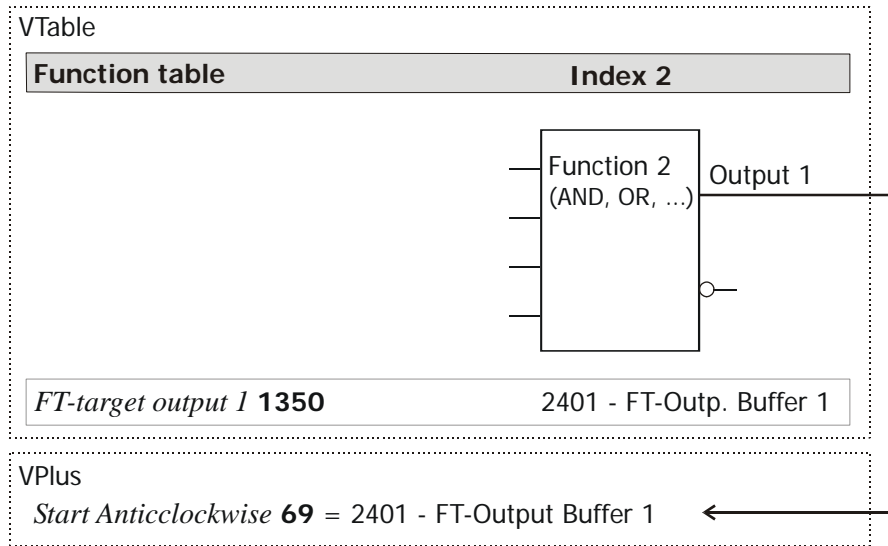 VTable
Function table Index 2
Function 2
(AND, OR, ...)
Output 1
FT-target output 1 1350 2401 - FT-Outp. Buffer 1
VPlus
Start Anticclockwise 69 = 2401 - FT-Output Buffer 1